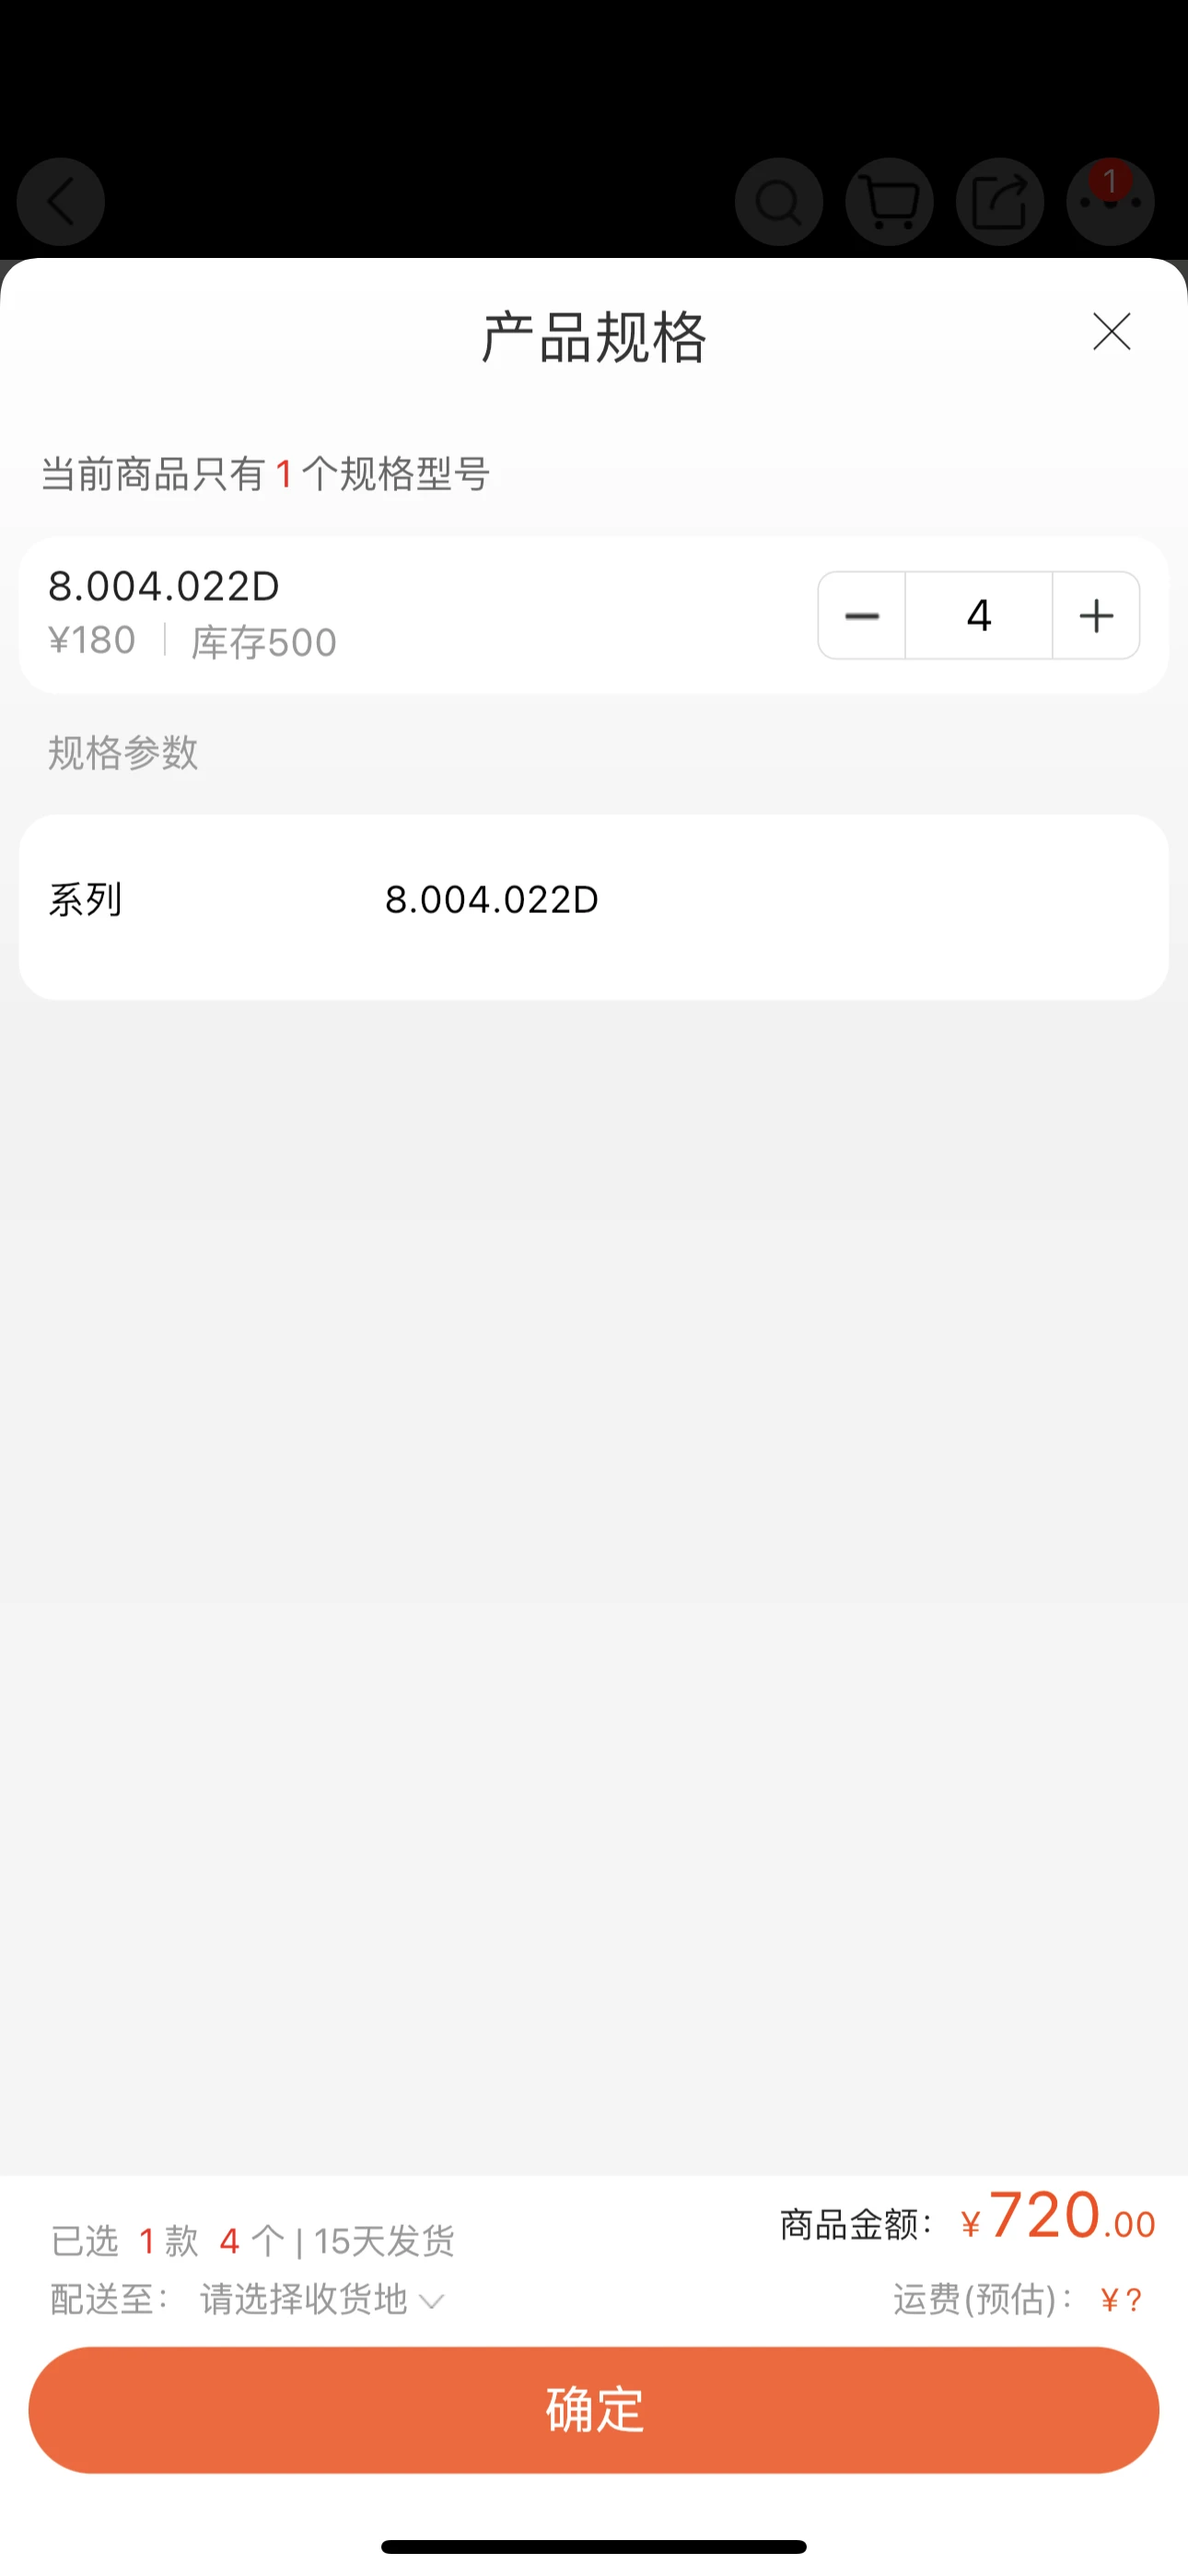 1
产品规格
当前商品只有 1 个规格型号
8.004.022D
¥180 | 库存500
4
规格参数
系列 8.004.022D
已选 1 款 4 个 | 15天发货
商品金额： ¥720.00
配送至： 请选择收货地
运费(预估)： ¥?
确定